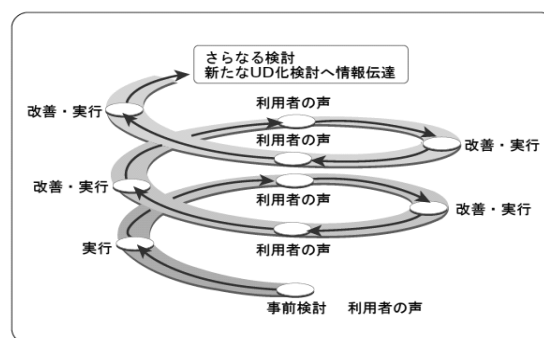 さらなる検討
新たなUD化検討へ情報伝達
利用者の声
改善・実行
利用者の声
改善・実行
改善・実行
利用者の声
改善・実行
実行
利用者の声
事前検討 利用者の声